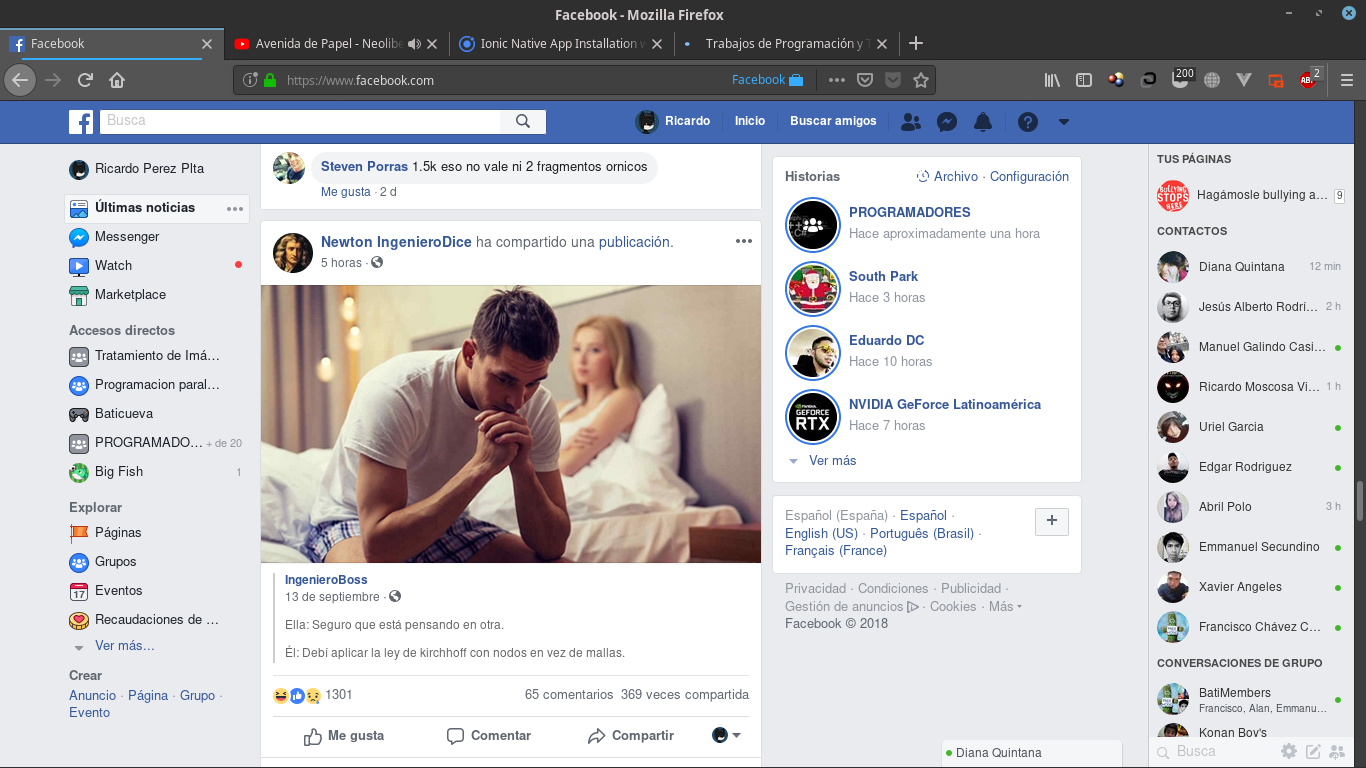 Facebook - Mozilla Firefox
Facebook
Avenida de Papel - Neolib
Ionic Native App Installation
Trabajos de Programación y
https://www.facebook.com
Facebook
200
2
Busca
Ricardo
Inicio
Buscar amigos
Ricardo Perez Plta
Últimas noticias
Messenger
Watch
Marketplace
Accesos directos
Tratamiento de Imá…
Programacion paral…
Baticueva
PROGRAMADO… + de 20
Big Fish 1
Explorar
Páginas
Grupos
17
Eventos
Recaudaciones de …
Ver más...
Crear
Anuncio · Página · Grupo ·
Evento
Steven Porras 1.5k eso no vale ni 2 fragmentos ornicos
Me gusta · 2 d
Newton IngenieroDice ha compartido una publicación.
5 horas ·
IngenieroBoss
13 de septiembre ·
Ella: Seguro que está pensando en otra.
Él: Debí aplicar la ley de kirchhoff con nodos en vez de mallas.
1301
65 comentarios 369 veces compartida
Me gusta
Comentar
Compartir
Historias
Archivo · Configuración
PROGRAMADORES
Hace aproximadamente una hora
South Park
Hace 3 horas
Eduardo DC
Hace 10 horas
GEFORCE
RTX
NVIDIA GeForce Latinoamérica
Hace 7 horas
Ver más
Español (España) · Español ·
English (US) · Português (Brasil) ·
Français (France)
+
Privacidad · Condiciones · Publicidad ·
Gestión de anuncios · Cookies · Más
Facebook © 2018
TUS PÁGINAS
BULLYING
STOPS
HERE
Hagámosle bullying a… 9
CONTACTOS
Diana Quintana 12 min
Jesús Alberto Rodrí… 2 h
Manuel Galindo Casi…
Ricardo Moscosa Vi… 1 h
Uriel Garcia
Edgar Rodriguez
Abril Polo 3 h
Emmanuel Secundino
Xavier Angeles
Francisco Chávez C…
CONVERSACIONES DE GRUPO
BatiMembers
Francisco, Alan, Emmanu…
Konan Boy's
Busca
Diana Quintana